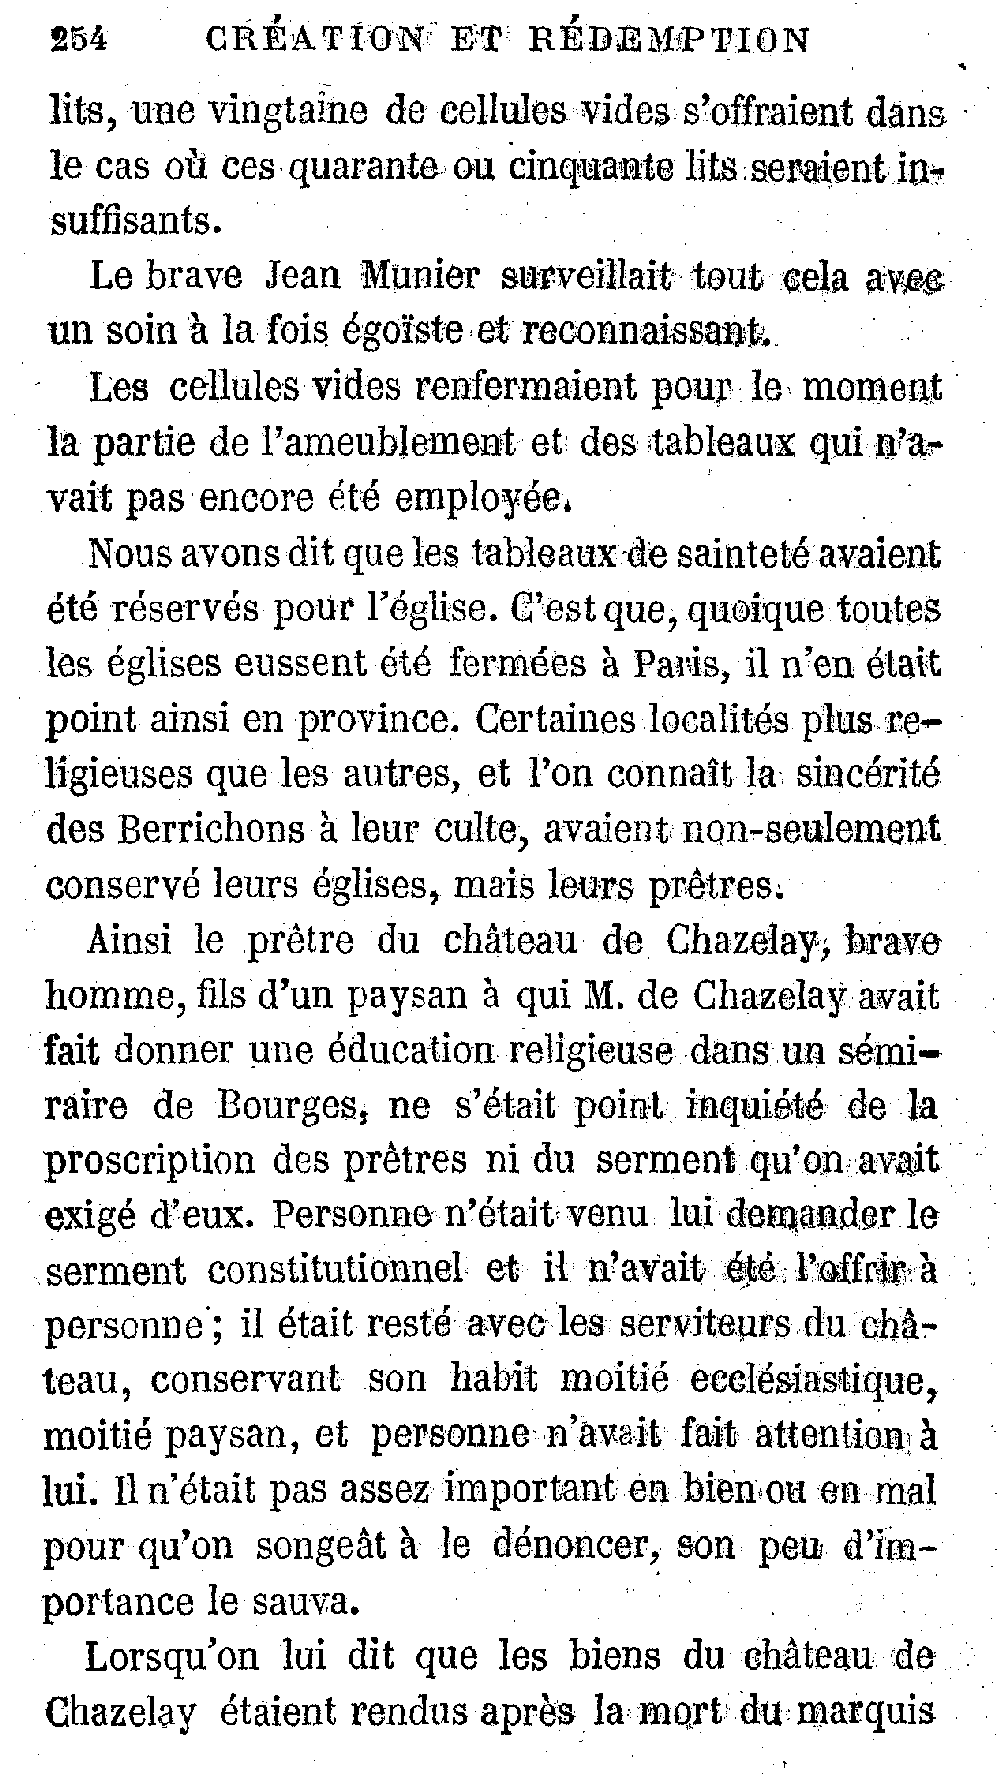 254 CRÉATION ET RÉDEMPTION
lits, une vingtaine de cellules vides s'offraient dans
le cas où ces quarante ou cinquante lits seraient in-
suffisants.
Le brave Jean Munier surveillait tout cela avec
un soin à la fois égoïste et reconnaissant.
Les cellules vides renfermaient pour le moment
la partie de l'ameublement et des tableaux qui n'a-
vait pas encore été employée.
Nous avons dit que les tableaux de sainteté avaient
été réservés pour l'église. C'est que, quoique toutes
les églises eussent été fermées à Paris, il n'en était
point ainsi en province. Certaines localités plus re-
ligieuses que les autres, et l'on connaît la sincérité
des Berrichons à leur culte, avaient non-seulement
conservé leurs églises, mais leurs prêtres.
Ainsi le prêtre du château de Chazelay, brave
homme, fils d'un paysan à qui M. de Chazelay avait
fait donner une éducation religieuse dans un sémi-
raire de Bourges, ne s'était point inquiété de la
proscription des prêtres ni du serment qu'on avait
exigé d'eux. Personne n'était venu lui demander le
serment constitutionnel et il n'avait été l'offrir à
personne ; il était resté avec les serviteurs du châ-
teau, conservant son habit moitié ecclésiastique,
moitié paysan, et personne n'avait fait attention à
lui. Il n'était pas assez important en bien ou en mal
pour qu'on songeât à le dénoncer, son peu d'im-
portance le sauva.
Lorsqu'on lui dit que les biens du château de
Chazelay étaient rendus après la mort du marquis